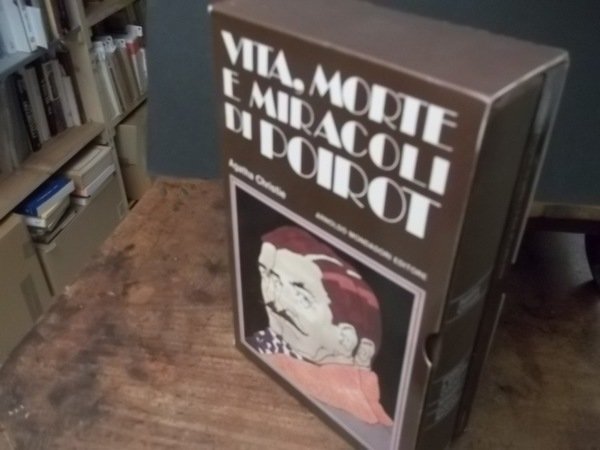 VITA, MORTE
E MIRACOLI
DI POIROT
Agatha Christie
ARNOLDO MONDADORI EDITORE